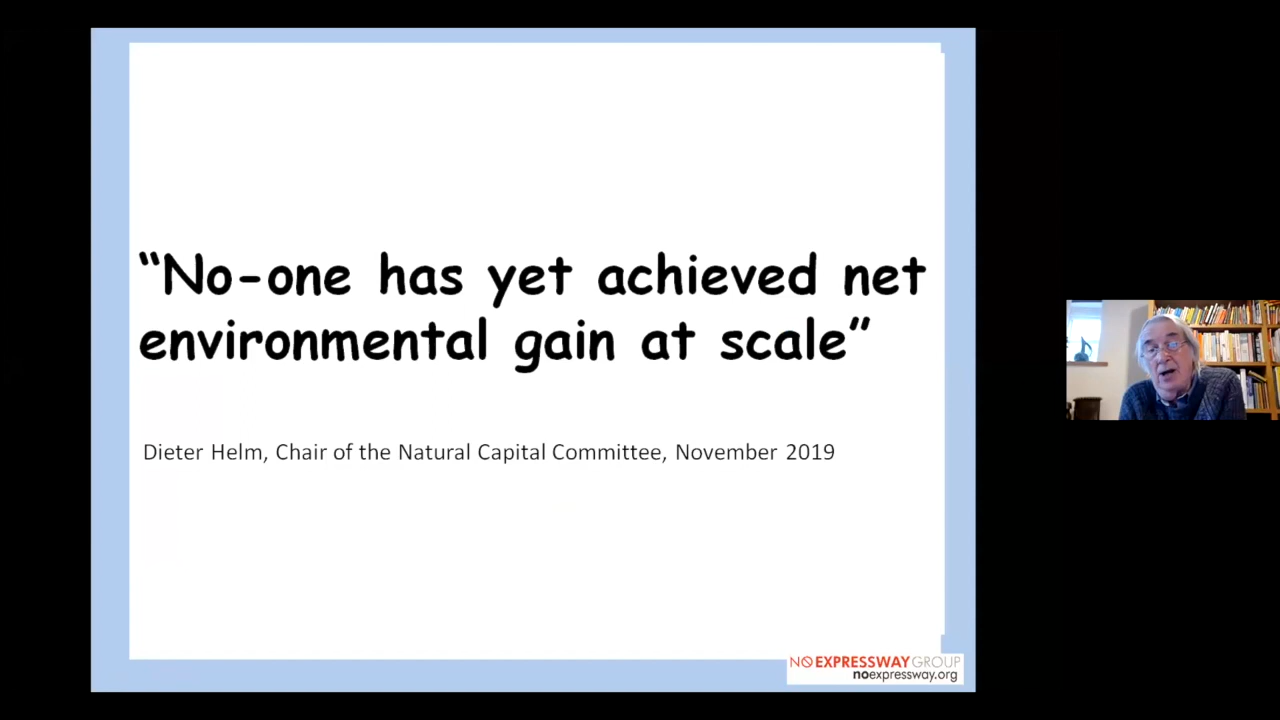 “No-one has yet achieved net
environmental gain at scale”
Dieter Helm, Chair of the Natural Capital Committee, November 2019
NO EXPRESSWAY GROUP
noexpressway.org